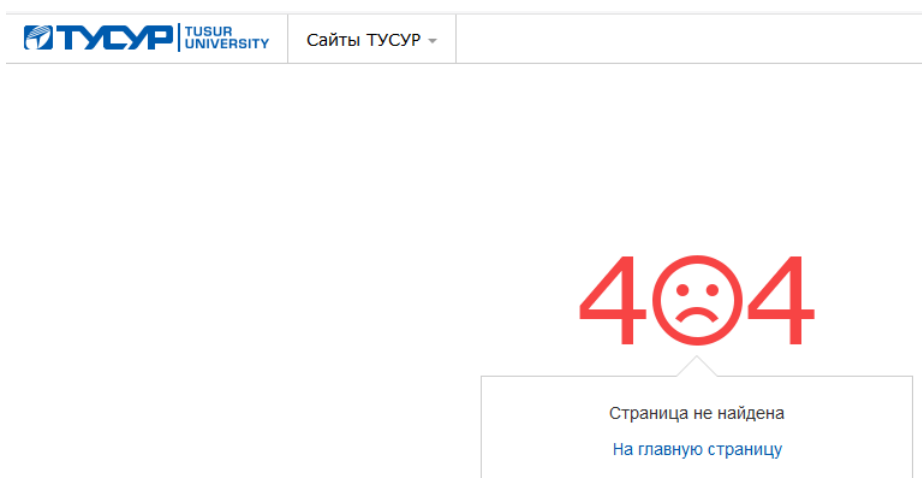 ТУСУР TUSUR UNIVERSITY
Сайты ТУСУР
404
Страница не найдена
На главную страницу